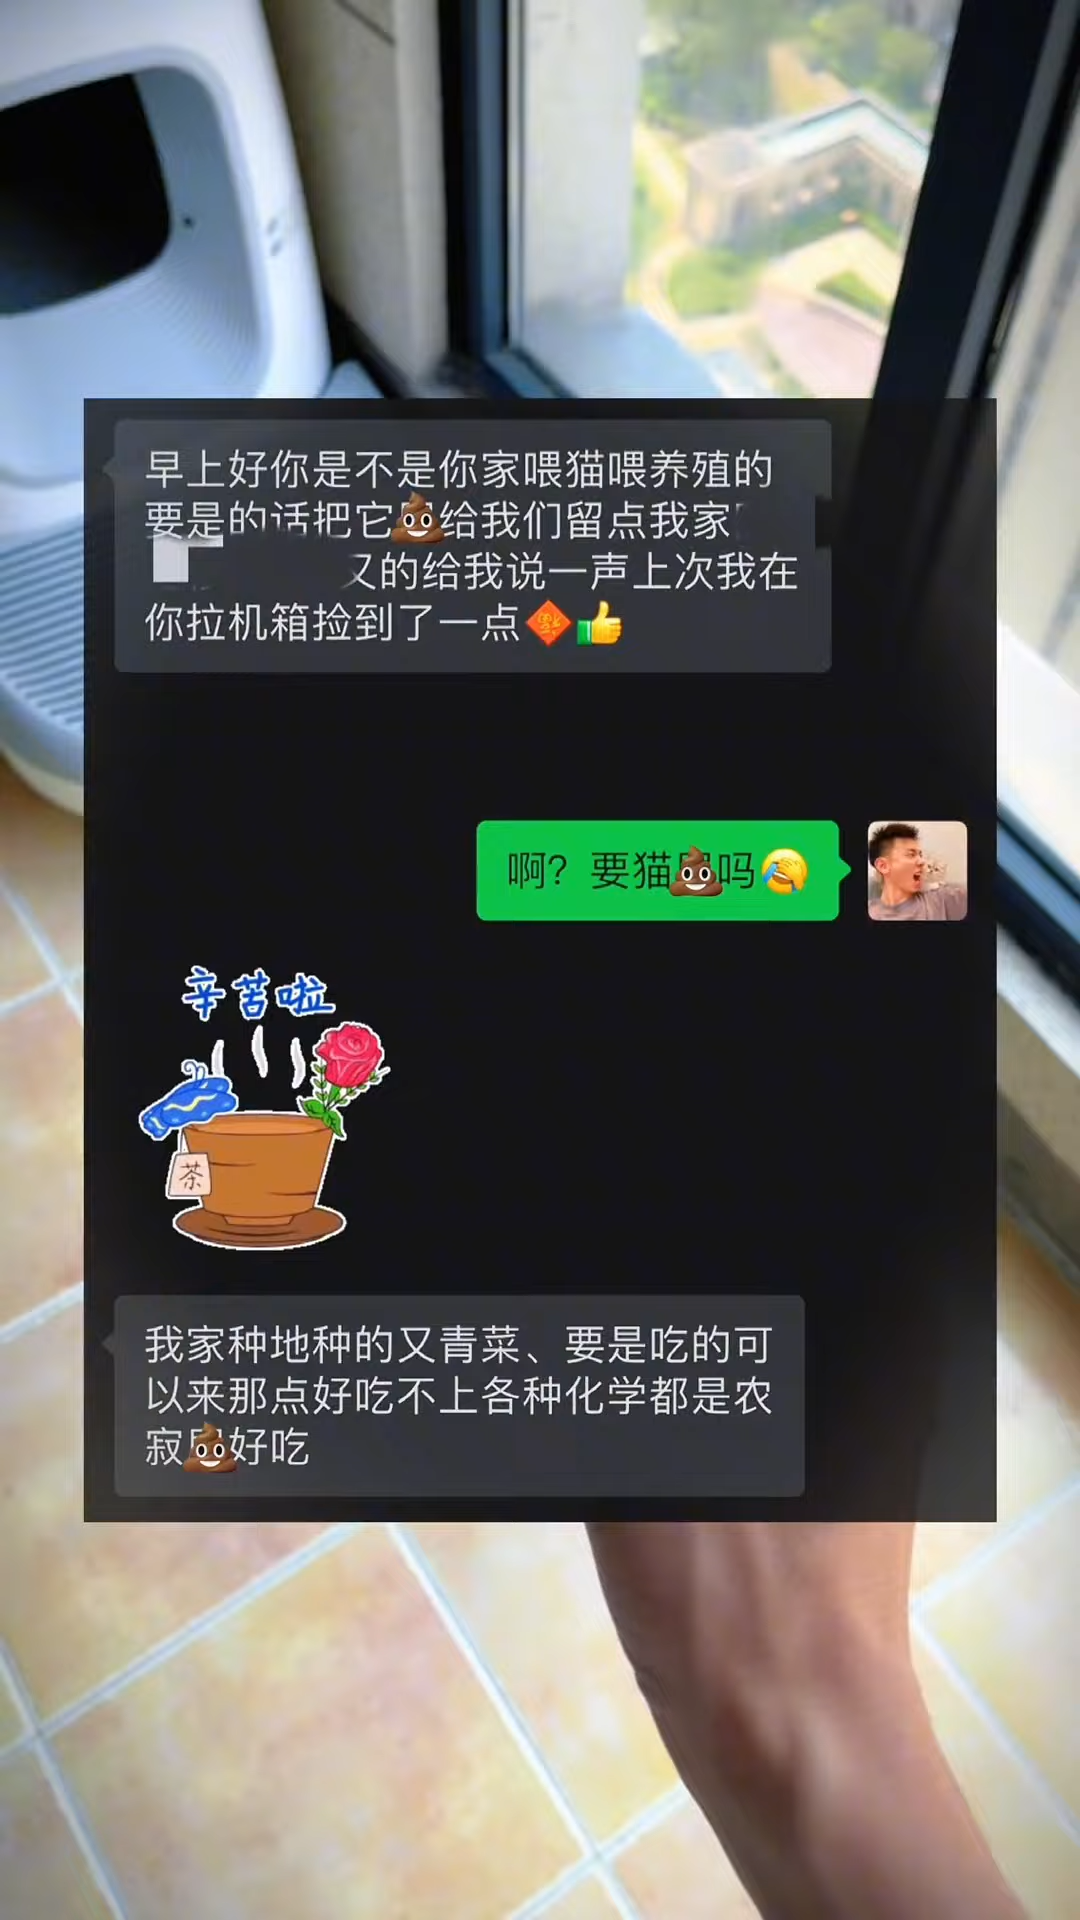 早上好你是不是你家喂猫喂养殖的
要是的话把它💩给我们留点我家
又的给我说一声上次我在
你拉机箱捡到了一点福👍
啊？要猫💩吗😂
辛苦啦
茶
我家种地种的又青菜、要是吃的可
以来那点好吃不上各种化学都是农
寂💩好吃